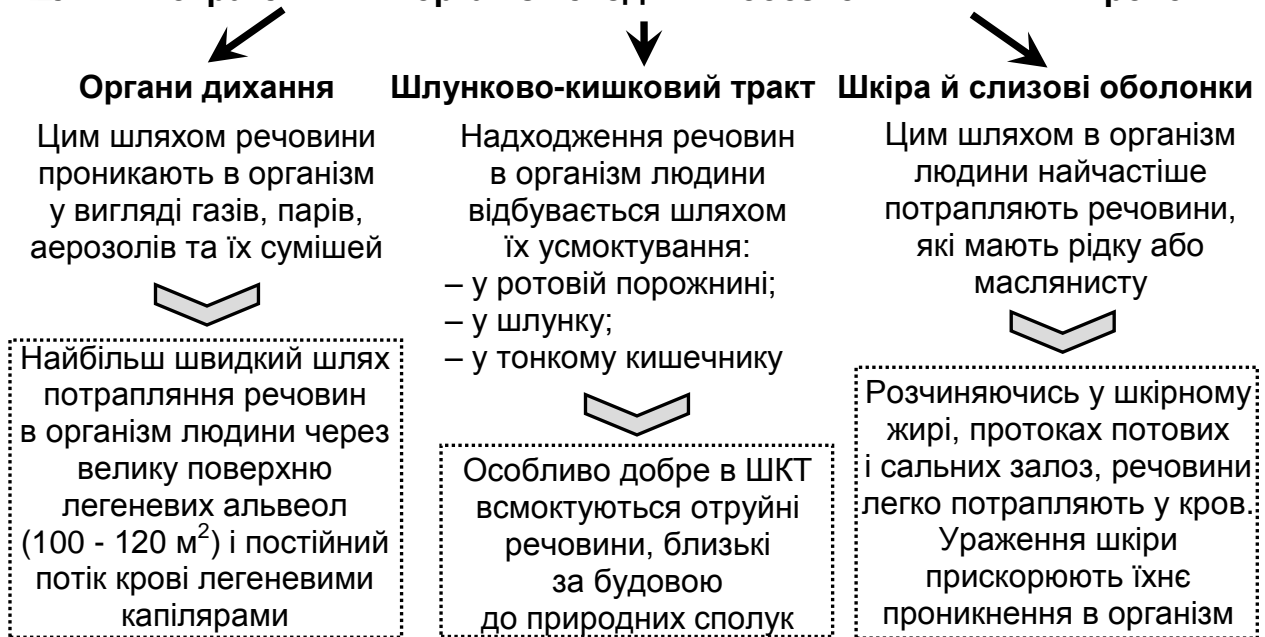 Органи дихання
Цим шляхом речовини
проникають в організм
у вигляді газів, парів,
аерозолів та їх сумішей
Найбільш швидкий шлях
потрапляння речовин
в організм людини через
велику поверхню
легеневих альвеол
(100 - 120 м²) і постійний
потік крові легеневими
капілярами
Шлунково-кишковий тракт
Надходження речовин
в організм людини
відбувається шляхом
їх усмоктування:
– у ротовій порожнині;
– у шлунку;
– у тонкому кишечнику
Особливо добре в ШКТ
всмоктуються отруйні
речовини, близькі
за будовою
до природних сполук
Шкіра й слизові оболонки
Цим шляхом в організм
людини найчастіше
потрапляють речовини,
які мають рідку або
маслянисту
Розчиняючись у шкірному
жирі, протоках потових
і сальних залоз, речовини
легко потрапляють у кров.
Ураження шкіри
прискорюють їхнє
проникнення в організм